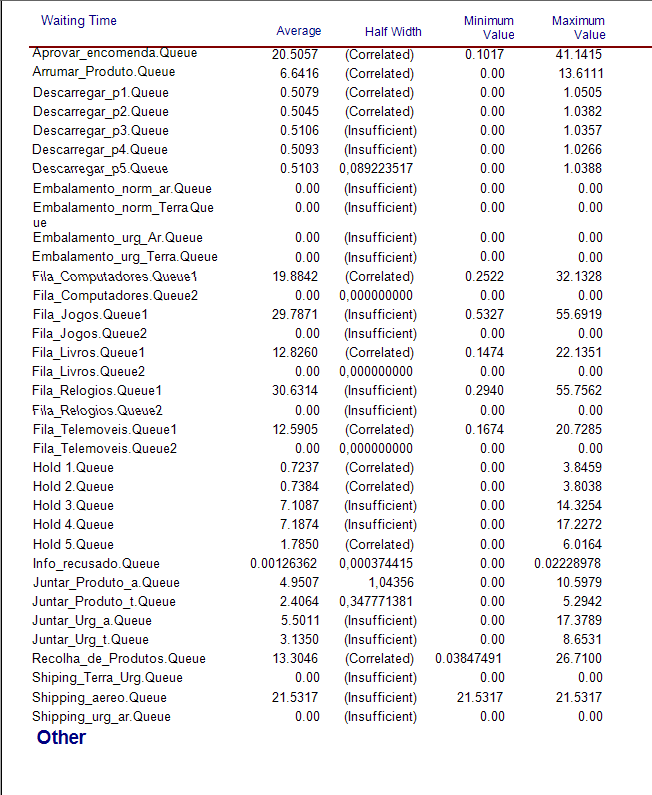 Waiting Time Average Half Width Minimum Value Maximum Value
Aprovar_encomenda.Queue 20.5057 (Correlated) 0.1017 41.1415
Arrumar_Produto.Queue 6.6416 (Correlated) 0.00 13.6111
Descarregar_p1.Queue 0.5079 (Correlated) 0.00 1.0505
Descarregar_p2.Queue 0.5045 (Correlated) 0.00 1.0382
Descarregar_p3.Queue 0.5106 (Insufficient) 0.00 1.0357
Descarregar_p4.Queue 0.5093 (Insufficient) 0.00 1.0266
Descarregar_p5.Queue 0.5103 0,089223517 0.00 1.0388
Embalamento_norm_ar.Queue 0.00 (Insufficient) 0.00 0.00
Embalamento_norm_Terra.Que 0.00 (Insufficient) 0.00 0.00
ue
Embalamento_urg_Ar.Queue 0.00 (Insufficient) 0.00 0.00
Embalamento_urg_Terra.Queue 0.00 (Insufficient) 0.00 0.00
Fila_Computadores.Queue1 19.8842 (Correlated) 0.2522 32.1328
Fila_Computadores.Queue2 0.00 0,000000000 0.00 0.00
Fila_Jogos.Queue1 29.7871 (Insufficient) 0.5327 55.6919
Fila_Jogos.Queue2 0.00 (Insufficient) 0.00 0.00
Fila_Livros.Queue1 12.8260 (Correlated) 0.1474 22.1351
Fila_Livros.Queue2 0.00 0,000000000 0.00 0.00
Fila_Relogios.Queue1 30.6314 (Insufficient) 0.2940 55.7562
Fila_Relogios.Queue2 0.00 (Insufficient) 0.00 0.00
Fila_Telemoveis.Queue1 12.5905 (Correlated) 0.1674 20.7285
Fila_Telemoveis.Queue2 0.00 0,000000000 0.00 0.00
Hold 1.Queue 0.7237 (Correlated) 0.00 3.8459
Hold 2.Queue 0.7384 (Correlated) 0.00 3.8038
Hold 3.Queue 7.1087 (Insufficient) 0.00 14.3254
Hold 4.Queue 7.1874 (Insufficient) 0.00 17.2272
Hold 5.Queue 1.7850 (Correlated) 0.00 6.0164
Info_recusado.Queue 0.00126362 0,000374415 0.00 0.02228978
Juntar_Produto_a.Queue 4.9507 1,04356 0.00 10.5979
Juntar_Produto_t.Queue 2.4064 0,347771381 0.00 5.2942
Juntar_Urg_a.Queue 5.5011 (Insufficient) 0.00 17.3789
Juntar_Urg_t.Queue 3.1350 (Insufficient) 0.00 8.6531
Recolha_de_Produtos.Queue 13.3046 (Correlated) 0.03847491 26.7100
Shiping_Terra_Urg.Queue 0.00 (Insufficient) 0.00 0.00
Shipping_aereo.Queue 21.5317 (Insufficient) 21.5317 21.5317
Shipping_urg_ar.Queue 0.00 (Insufficient) 0.00 0.00
Other